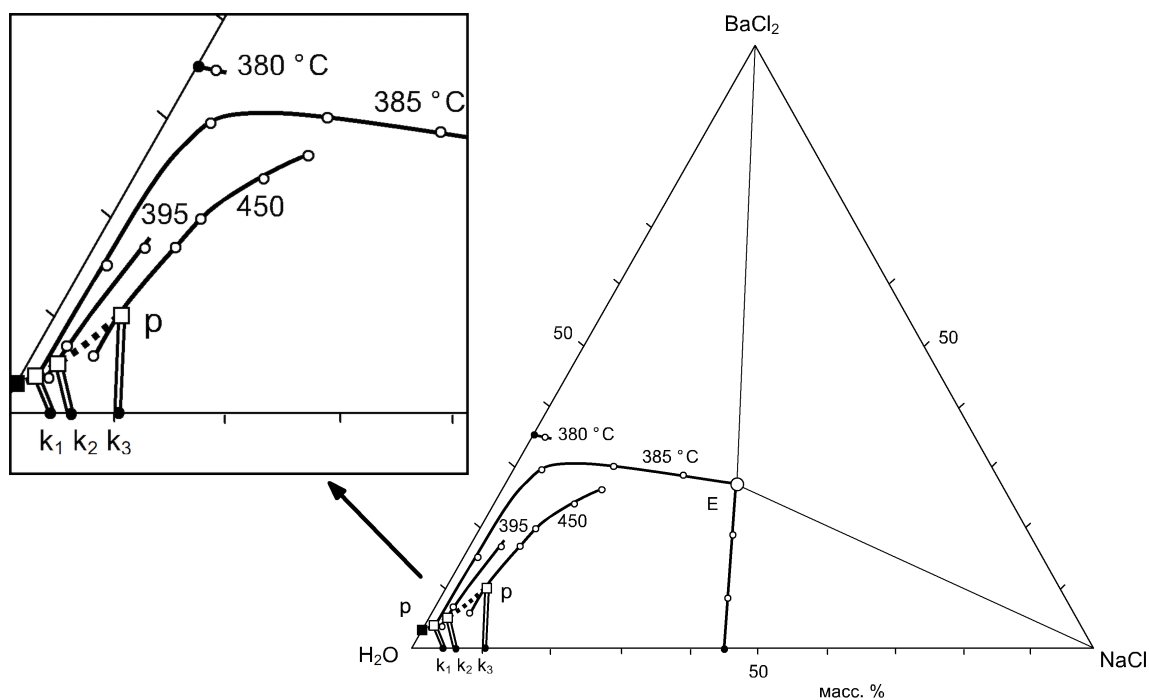 380 °C
385 °C
395
450
p
k₁ k₂ k₃
BaCl₂
50
50
380 °C
385 °C
E
395
450
p
p
H₂O
k₁ k₂ k₃
50
NaCl
масс. %